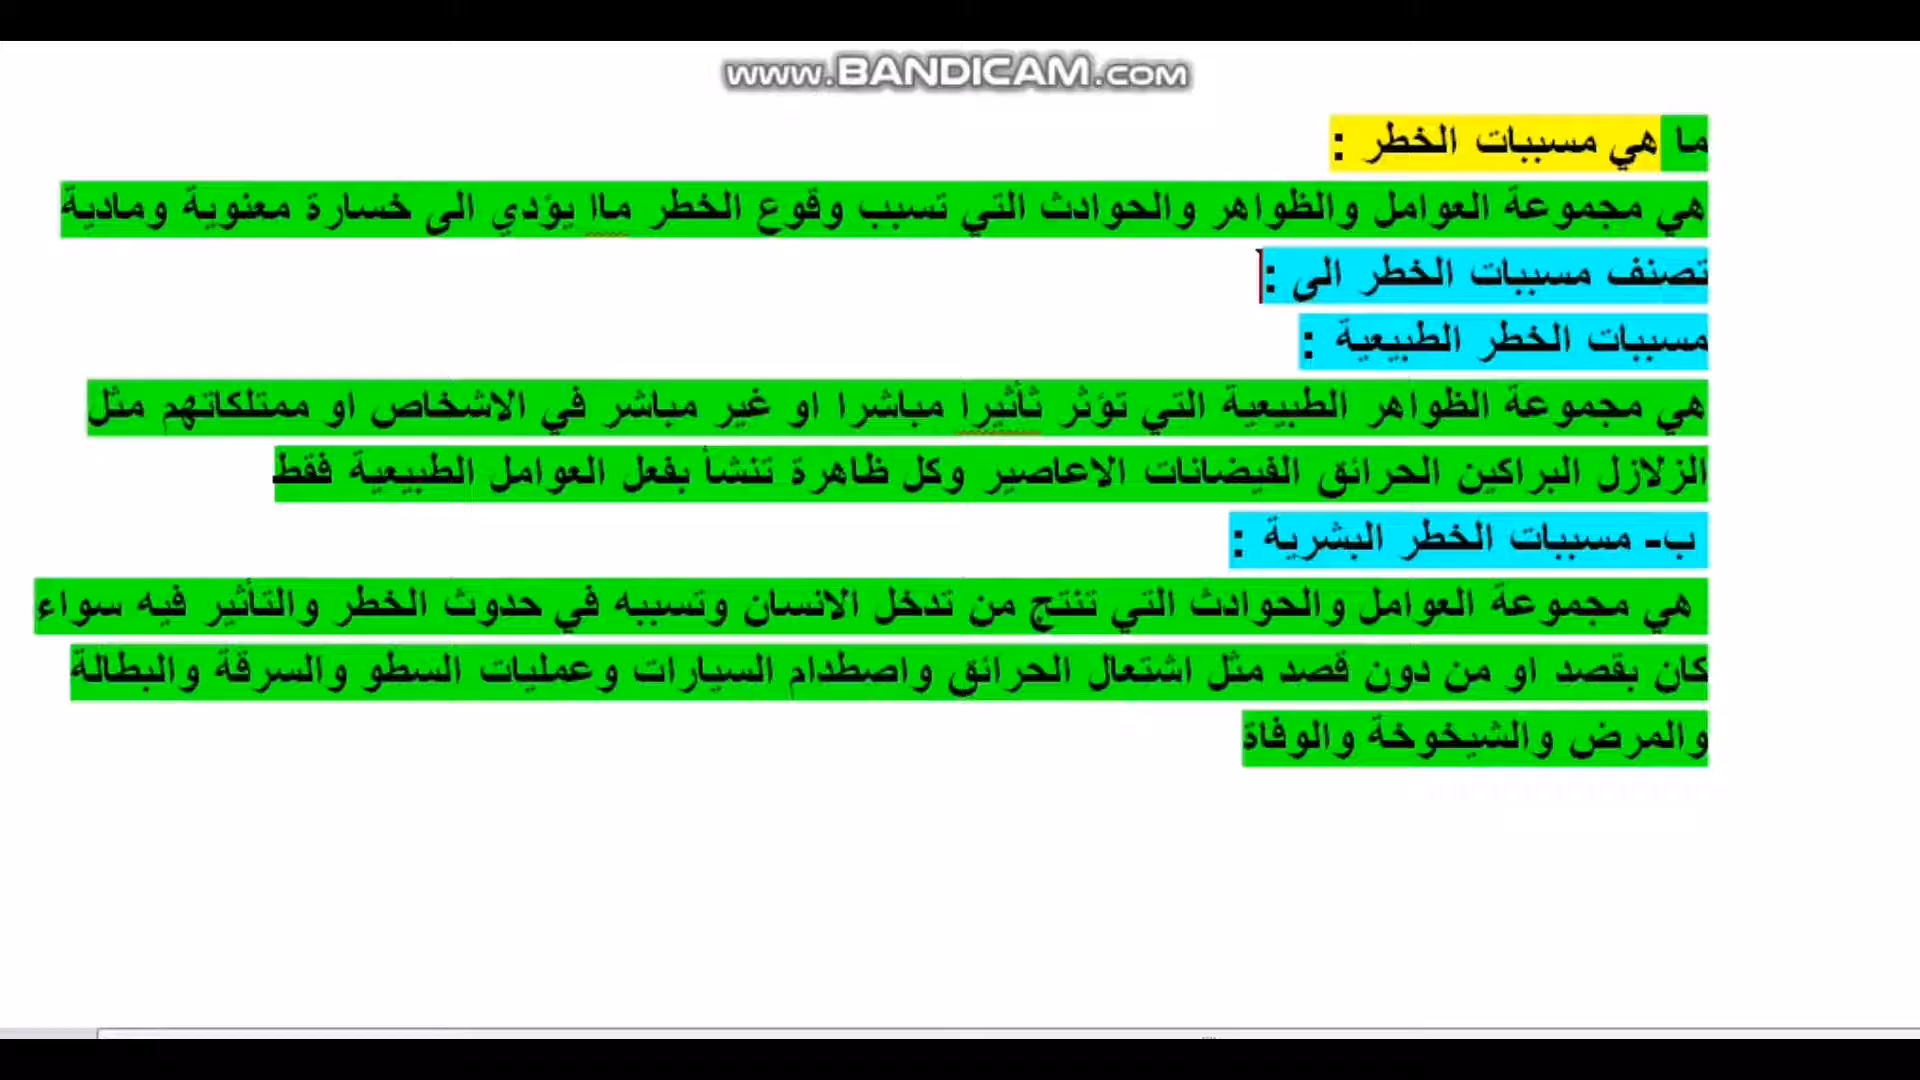 www.BANDICAM.com
ما هي مسببات الخطر :
هي مجموعة العوامل والظواهر والحوادث التي تسبب وقوع الخطر ماا يؤدي الى خسارة معنوية ومادية
تصنف مسببات الخطر الى :
مسببات الخطر الطبيعية :
هي مجموعة الظواهر الطبيعية التي تؤثر ثأثيرا مباشرا او غير مباشر في الاشخاص او ممتلكاتهم مثل
الزلازل البراكين الحرائق الفيضانات الاعاصير وكل ظاهرة تنشأ بفعل العوامل الطبيعية فقط
ب- مسببات الخطر البشرية :
هي مجموعة العوامل والحوادث التي تنتج من تدخل الانسان وتسببه في حدوث الخطر والتأثير فيه سواء
كان بقصد او من دون قصد مثل اشتعال الحرائق واصطدام السيارات وعمليات السطو والسرقة والبطالة
والمرض والشيخوخة والوفاة